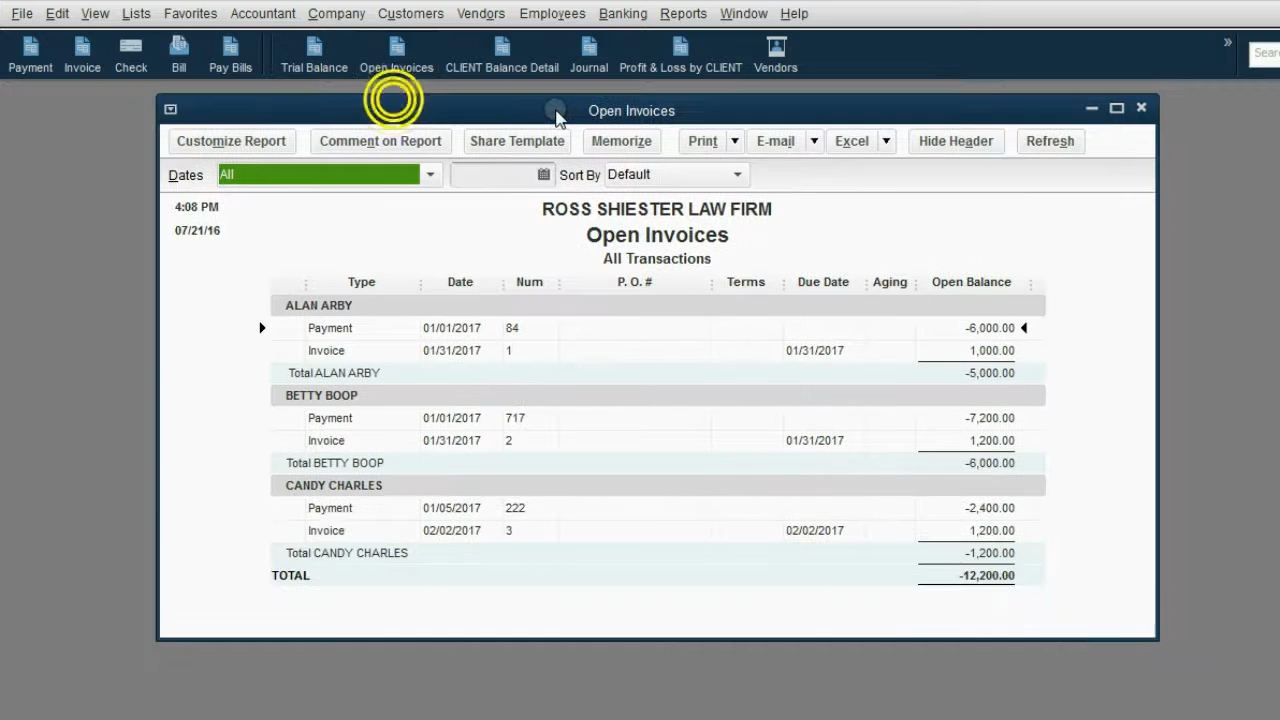 File Edit View Lists Favorites Accountant Company Customers Vendors Employees Banking Reports Window Help
Payment Invoice Check Bill Pay Bills Trial Balance Open Invoices CLIENT Balance Detail Journal Profit & Loss by CLIENT Vendors » Sear
Open Invoices
Customize Report Comment on Report Share Template Memorize Print E-mail Excel Hide Header Refresh
Dates All Sort By Default
4:08 PM ROSS SHIESTER LAW FIRM
07/21/16 Open Invoices
All Transactions
Type Date Num P. O. # Terms Due Date Aging Open Balance
ALAN ARBY
Payment 01/01/2017 84 -6,000.00
Invoice 01/31/2017 1 01/31/2017 1,000.00
Total ALAN ARBY -5,000.00
BETTY BOOP
Payment 01/01/2017 717 -7,200.00
Invoice 01/31/2017 2 01/31/2017 1,200.00
Total BETTY BOOP -6,000.00
CANDY CHARLES
Payment 01/05/2017 222 -2,400.00
Invoice 02/02/2017 3 02/02/2017 1,200.00
Total CANDY CHARLES -1,200.00
TOTAL -12,200.00